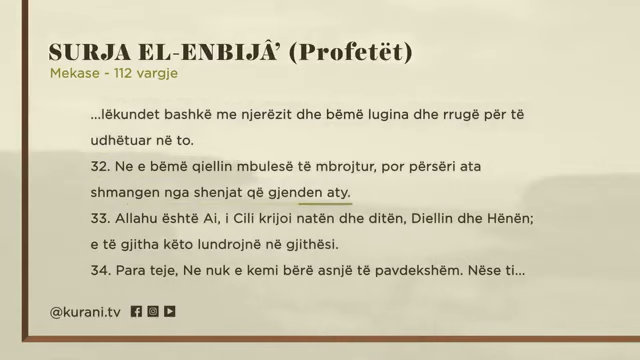 SURJA EL-ENBIJÂ’ (Profetët)
Mekase - 112 vargje
...lëkundet bashkë me njerëzit dhe bëmë lugina dhe rrugë për të
udhëtuar në to.
32. Ne e bëmë qiellin mbulesë të mbrojtur, por përsëri ata
shmangen nga shenjat që gjenden aty.
33. Allahu është Ai, i Cili krijoi natën dhe ditën, Diellin dhe Hënën;
e të gjitha këto lundrojnë në gjithësi.
34. Para teje, Ne nuk e kemi bërë asnjë të pavdekshëm. Nëse ti...
@kurani.tv